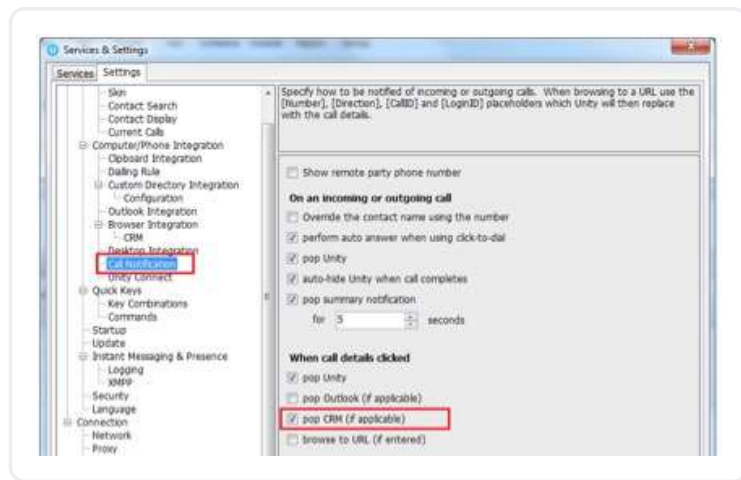 Services & Settings
Services
Settings
Skin
Contact Search
Contact Display
Current Calls
Computer/Phone Integration
Clipboard Integration
Dialing Rule
Custom Directory Integration
Configuration
Outlook Integration
Browser Integration
CRM
Desktop Integration
Call Notification
Unity Connect
Quick Keys
Key Combinations
Commands
Startup
Update
Instant Messaging & Presence
Logging
XMPP
Security
Language
Connection
Network
Proxy
Specify how to be notified of incoming or outgoing calls. When browsing to a URL use the
[Number], [Direction], [CallID] and [LoginID] placeholders which Unity will then replace
with the call details.
Show remote party phone number
On an incoming or outgoing call
Override the contact name using the number
perform auto answer when using click-to-dial
pop Unity
auto-hide Unity when call completes
pop summary notification
for 5 seconds
When call details clicked
pop Unity
pop Outlook (if applicable)
pop CRM (if applicable)
browse to URL (if entered)